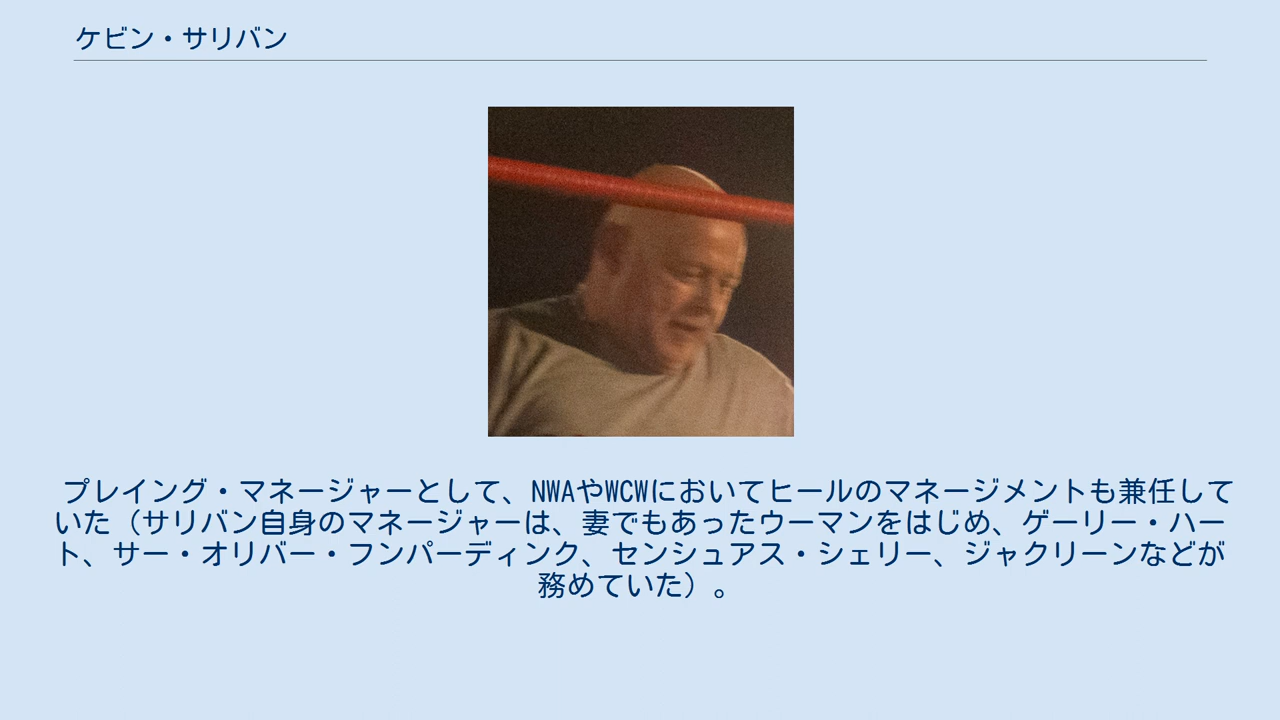 ケビン・サリバン
プレイング・マネージャーとして、NWAやWCWにおいてヒールのマネージメントも兼任して
いた（サリバン自身のマネージャーは、妻でもあったウーマンをはじめ、ゲーリー・ハー
ト、サー・オリバー・フンパーディンク、センシュアス・シェリー、ジャクリーンなどが
務めていた）。